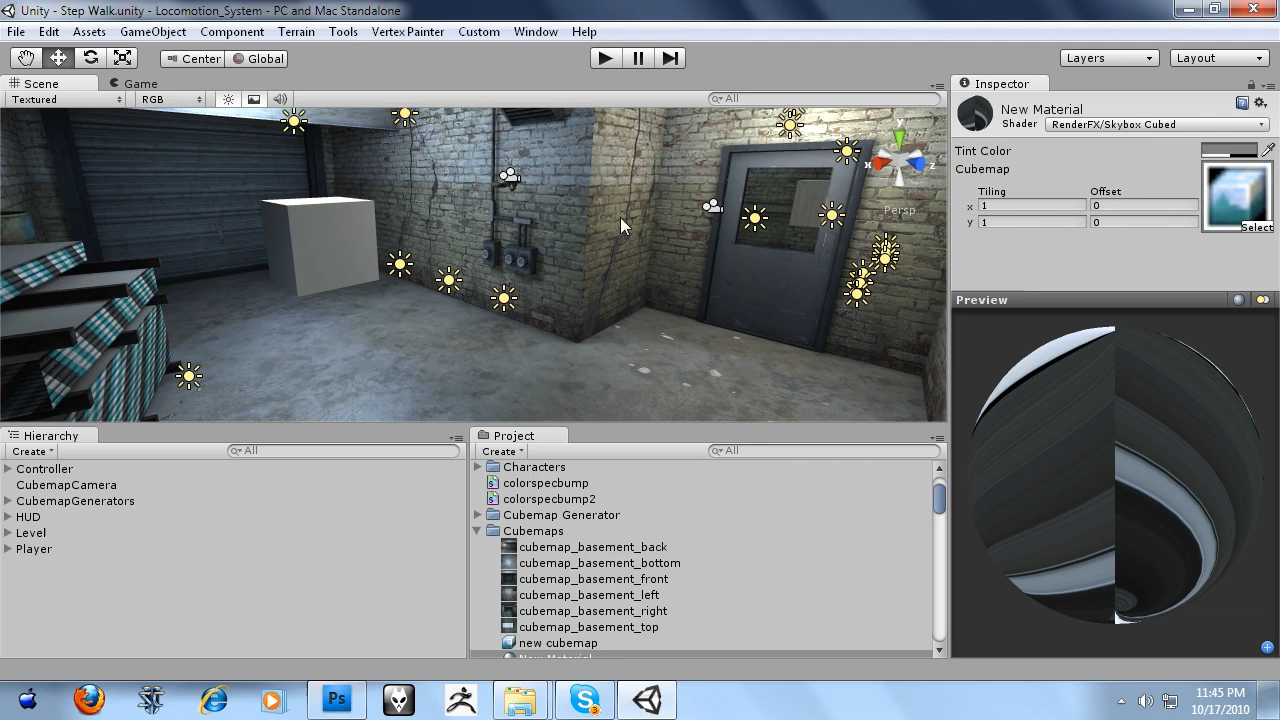 Unity - Step Walk.unity - Locomotion_System - PC and Mac Standalone
File Edit Assets GameObject Component Terrain Tools Vertex Painter Custom Window Help
Center Global Layers Layout
Scene Game
Textured RGB All
Persp
x y z
Inspector
New Material
Shader RenderFX/Skybox Cubed
Tint Color
Cubemap
Tiling Offset
x 1 0
y 1 0
Select
Preview
Hierarchy
Create All
Controller
CubemapCamera
CubemapGenerators
HUD
Level
Player
Project
Create All
Characters
colorspecbump
colorspecbump2
Cubemap Generator
Cubemaps
cubemap_basement_back
cubemap_basement_bottom
cubemap_basement_front
cubemap_basement_left
cubemap_basement_right
cubemap_basement_top
new cubemap
New Material
Ps
S
11:45 PM
10/17/2010